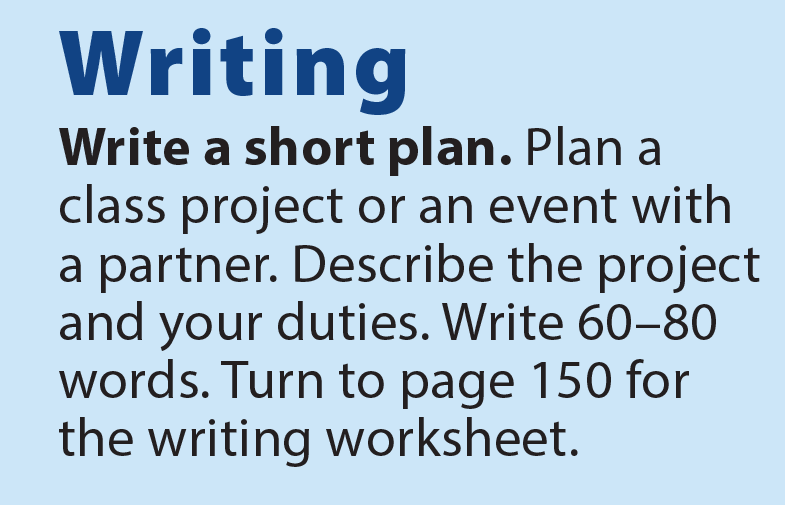 Writing
Write a short plan. Plan a
class project or an event with
a partner. Describe the project
and your duties. Write 60–80
words. Turn to page 150 for
the writing worksheet.